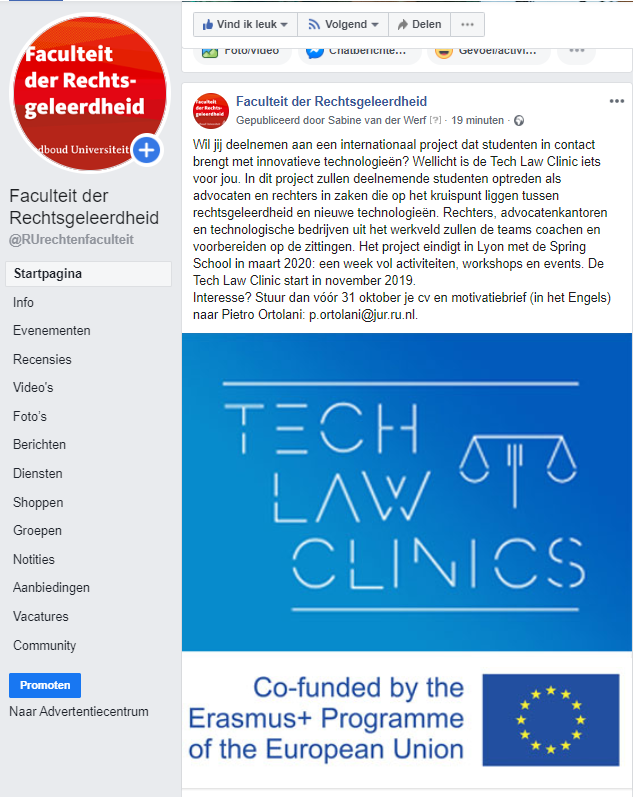 Faculteit
der Rechts-
geleerdheid
dboud Universiteit
Faculteit der
Rechtsgeleerdheid
@RUrechtenfaculteit
Startpagina
Info
Evenementen
Recensies
Video's
Foto's
Berichten
Diensten
Shoppen
Groepen
Notities
Aanbiedingen
Vacatures
Community
Promoten
Naar Advertentiecentrum
Vind ik leuk
Volgend
Delen
Foto/video
Chatberichte...
Gevoel/activi...
Faculteit der Rechtsgeleerdheid
Gepubliceerd door Sabine van der Werf [?] · 19 minuten ·
Wil jij deelnemen aan een internationaal project dat studenten in contact
brengt met innovatieve technologieën? Wellicht is de Tech Law Clinic iets
voor jou. In dit project zullen deelnemende studenten optreden als
advocaten en rechters in zaken die op het kruispunt liggen tussen
rechtsgeleerdheid en nieuwe technologieën. Rechters, advocatenkantoren
en technologische bedrijven uit het werkveld zullen de teams coachen en
voorbereiden op de zittingen. Het project eindigt in Lyon met de Spring
School in maart 2020: een week vol activiteiten, workshops en events. De
Tech Law Clinic start in november 2019.
Interesse? Stuur dan vóór 31 oktober je cv en motivatiebrief (in het Engels)
naar Pietro Ortolani: p.ortolani@jur.ru.nl.
TECH
LAW
CLINICS
Co-funded by the
Erasmus+ Programme
of the European Union